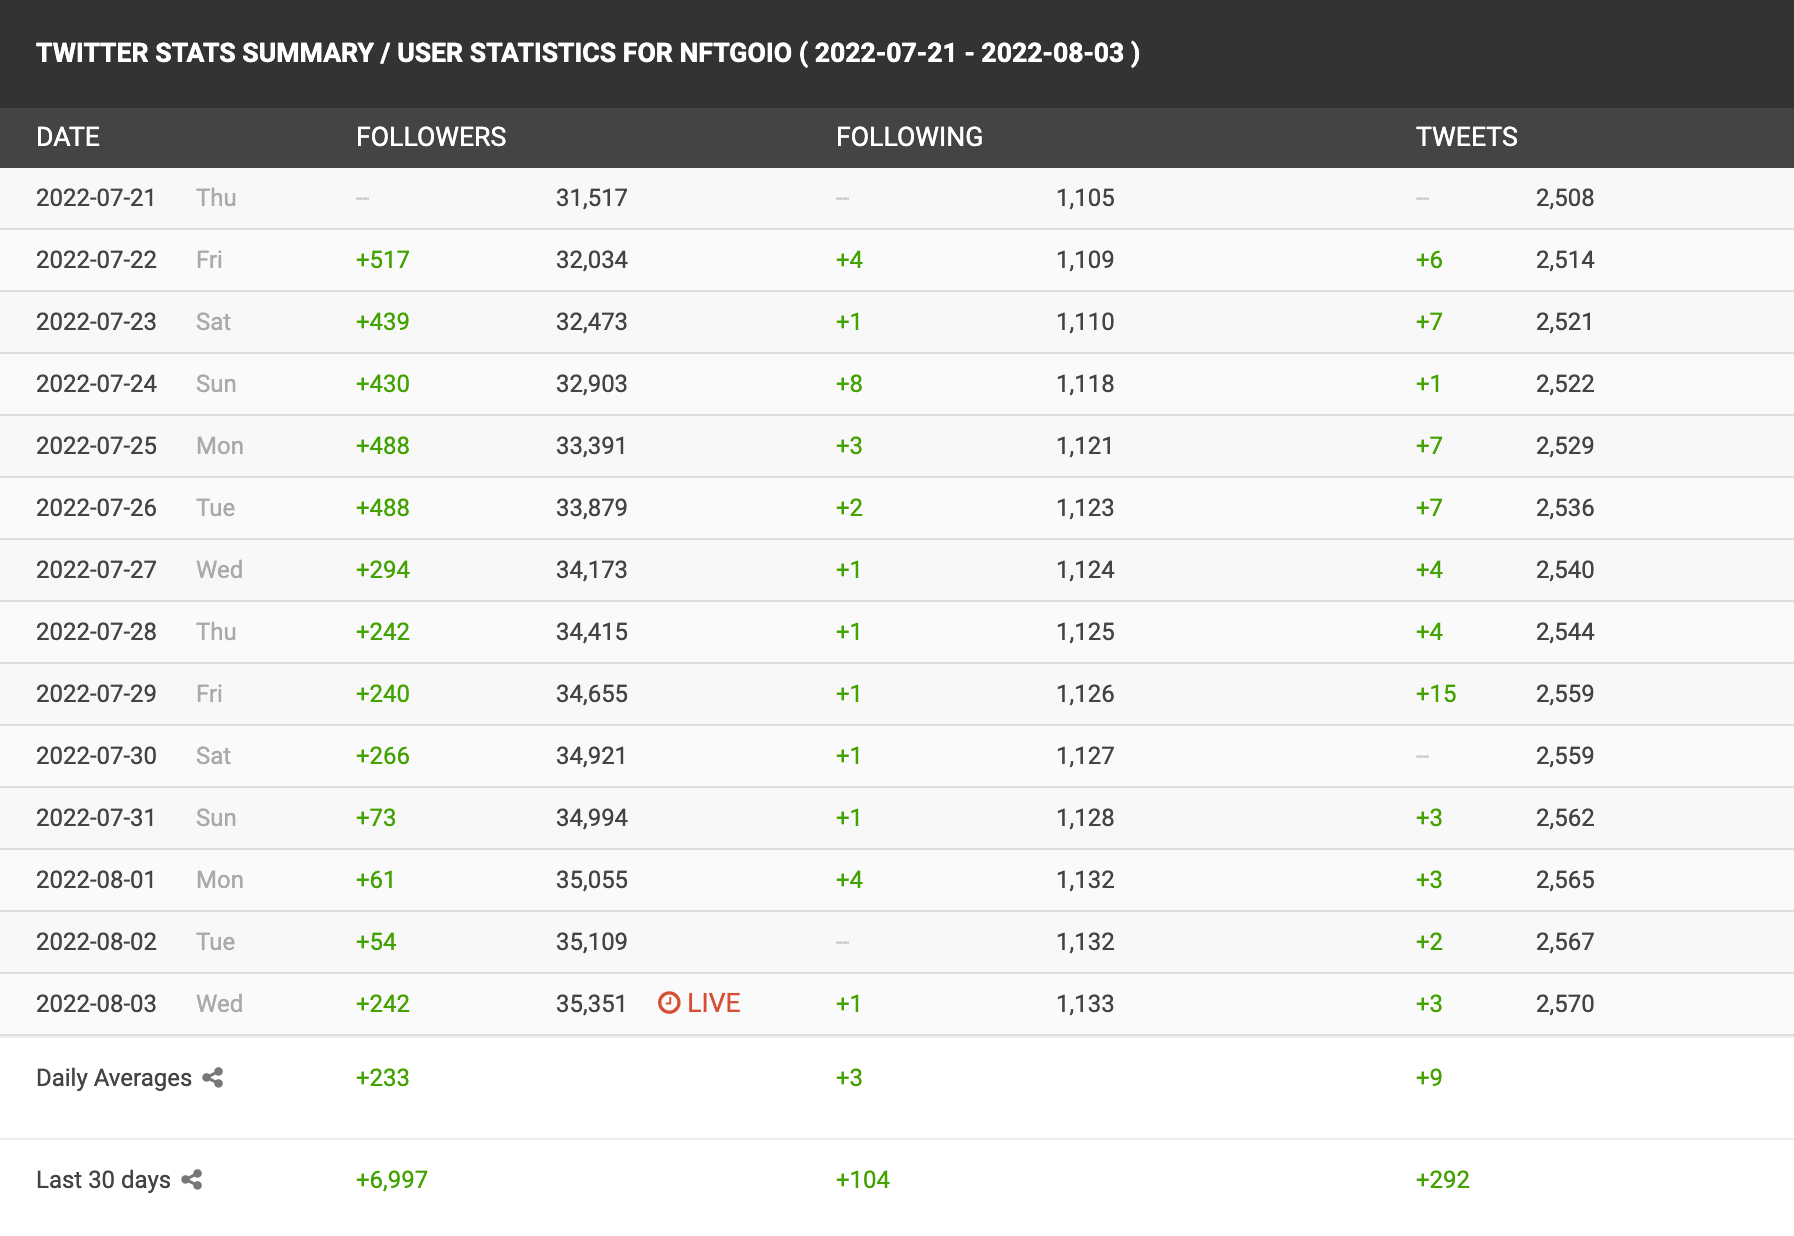 TWITTER STATS SUMMARY / USER STATISTICS FOR NFTGOIO ( 2022-07-21 - 2022-08-03 )
DATE FOLLOWERS FOLLOWING TWEETS
2022-07-21 Thu -- 31,517 -- 1,105 -- 2,508
2022-07-22 Fri +517 32,034 +4 1,109 +6 2,514
2022-07-23 Sat +439 32,473 +1 1,110 +7 2,521
2022-07-24 Sun +430 32,903 +8 1,118 +1 2,522
2022-07-25 Mon +488 33,391 +3 1,121 +7 2,529
2022-07-26 Tue +488 33,879 +2 1,123 +7 2,536
2022-07-27 Wed +294 34,173 +1 1,124 +4 2,540
2022-07-28 Thu +242 34,415 +1 1,125 +4 2,544
2022-07-29 Fri +240 34,655 +1 1,126 +15 2,559
2022-07-30 Sat +266 34,921 +1 1,127 -- 2,559
2022-07-31 Sun +73 34,994 +1 1,128 +3 2,562
2022-08-01 Mon +61 35,055 +4 1,132 +3 2,565
2022-08-02 Tue +54 35,109 -- 1,132 +2 2,567
2022-08-03 Wed +242 35,351 LIVE +1 1,133 +3 2,570
Daily Averages +233 +3 +9
Last 30 days +6,997 +104 +292